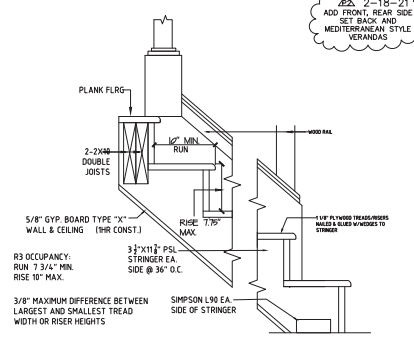 2-18-21
ADD FRONT, REAR SIDE
SET BACK AND
MEDITERRANEAN STYLE
VERANDAS
PLANK FLRG
10" MIN.
RUN
WOOD RAIL
2-2X10
DOUBLE
JOISTS
RISE 7.75"
MAX.
5/8" GYP. BOARD TYPE "X"
WALL & CEILING (1HR CONST.)
1 1/8" PLYWOOD TREADS/RISERS
NAILED & GLUED W/WEDGES TO
STRINGER
3 1/2"X11 7/8" PSL
STRINGER EA.
SIDE @ 36" O.C.
R3 OCCUPANCY:
RUN 7 3/4" MIN.
RISE 10" MAX.
3/8" MAXIMUM DIFFERENCE BETWEEN
LARGEST AND SMALLEST TREAD
WIDTH OR RISER HEIGHTS
SIMPSON L90 EA.
SIDE OF STRINGER